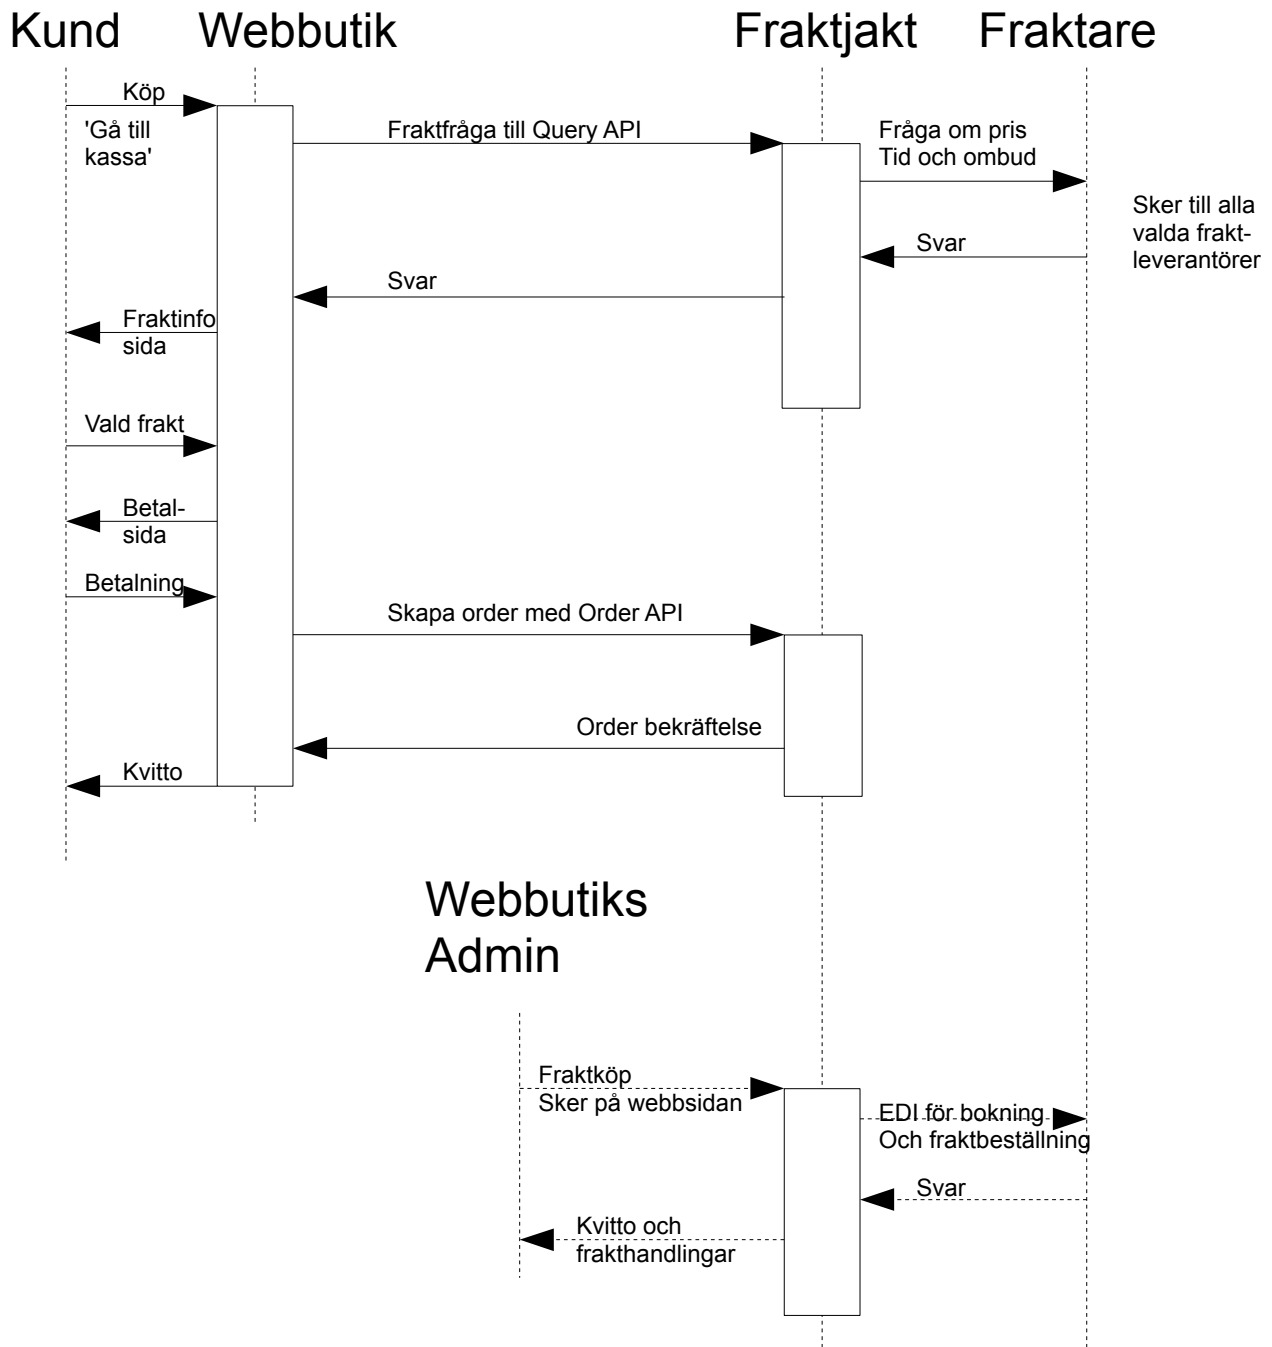 Kund
Webbutik
Fraktjakt
Fraktare
Köp
'Gå till
kassa'
Fraktfråga till Query API
Fråga om pris
Tid och ombud
Sker till alla
valda frakt-
leverantörer
Svar
Svar
Fraktinfo
sida
Vald frakt
Betal-
sida
Betalning
Skapa order med Order API
Order bekräftelse
Kvitto
Webbutiks
Admin
Fraktköp
Sker på webbsidan
EDI för bokning
Och fraktbeställning
Svar
Kvitto och
frakthandlingar